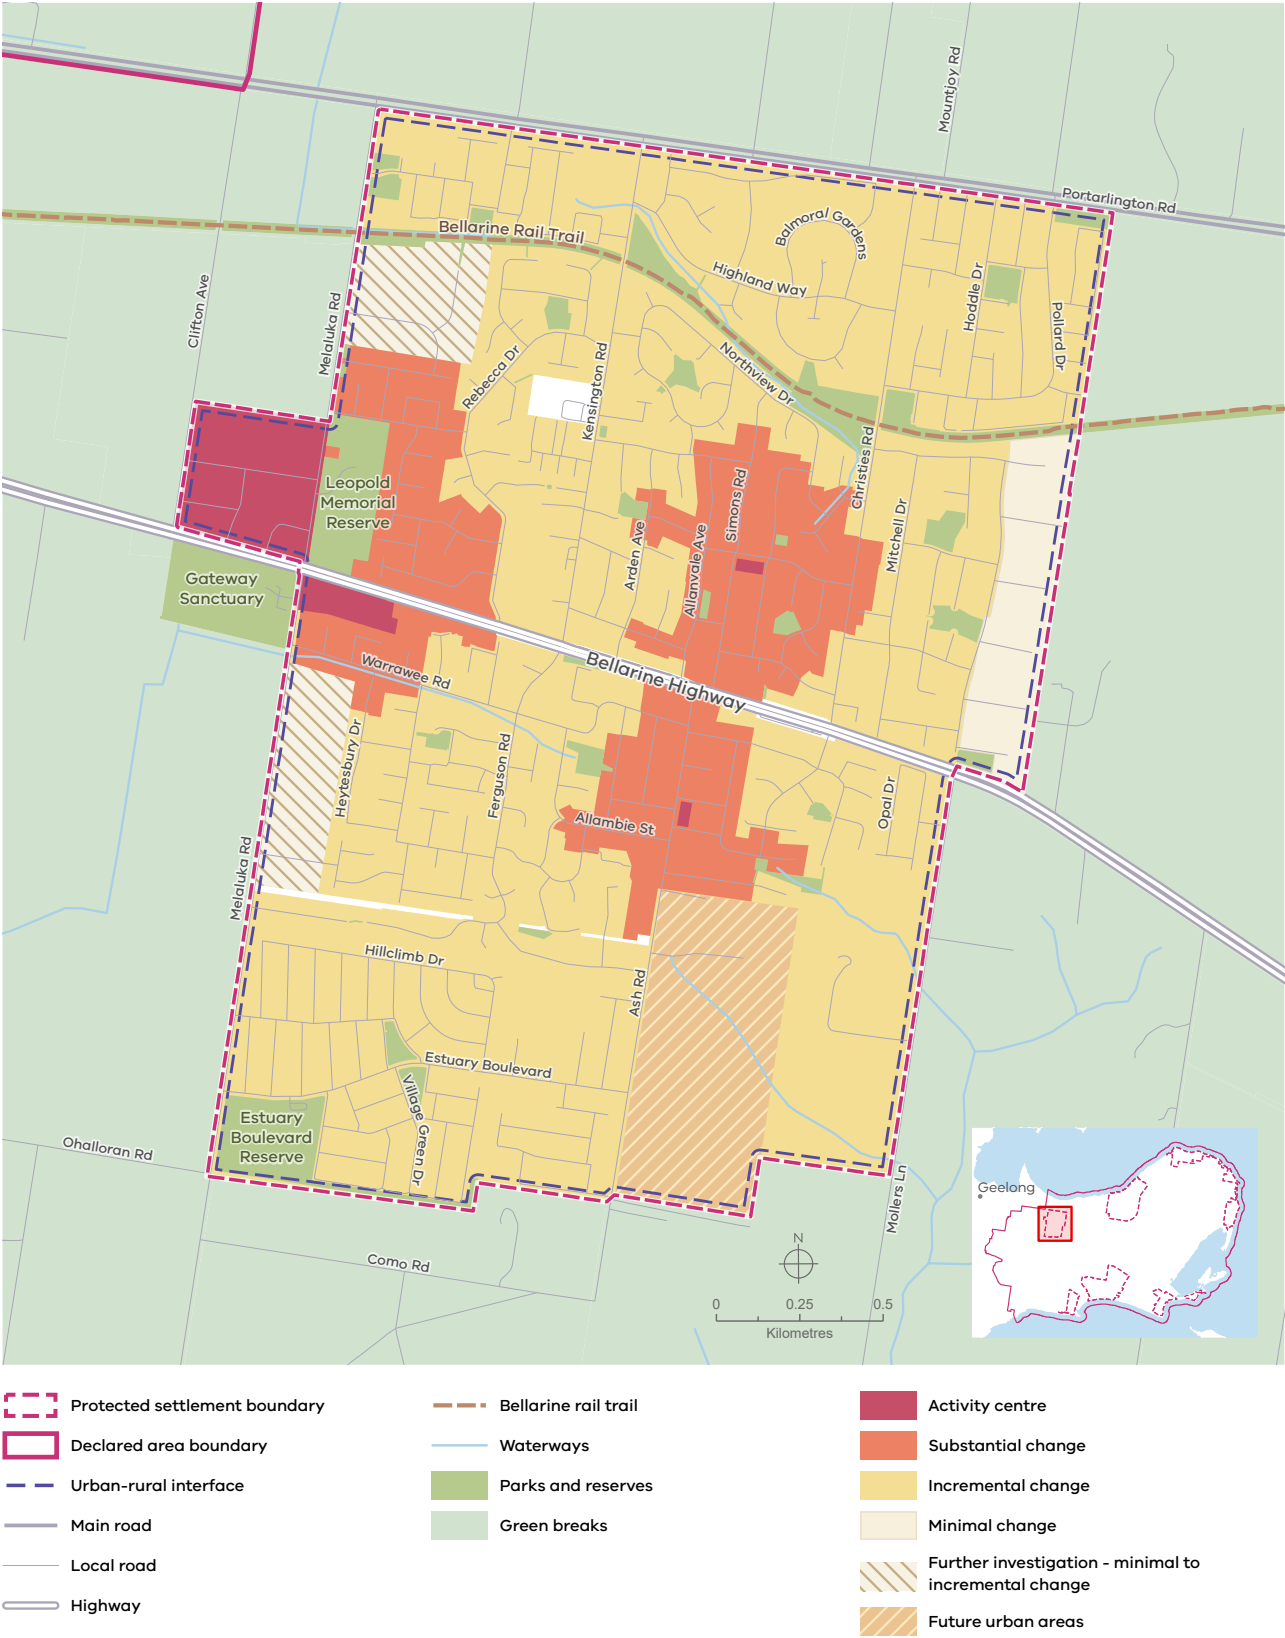 Mountjoy Rd
Portarlington Rd
Balmoral Gardens
Bellarine Rail Trail
Highland Way
Hoddle Dr
Clifton Ave
Melaluka Rd
Pollard Dr
Rebecca Dr
Kensington Rd
Northview Dr
Christies Rd
Leopold
Memorial
Reserve
Simons Rd
Mitchell Dr
Arden Ave
Allanvale Ave
Gateway
Sanctuary
Warrawee Rd
Bellarine Highway
Heytesbury Dr
Ferguson Rd
Opal Dr
Allambie St
Melaluka Rd
Hillclimb Dr
Ash Rd
Estuary Boulevard
Village Green Dr
Estuary
Boulevard
Reserve
Ohalloran Rd
Mollers Ln
Geelong
Como Rd
N
0 0.25 0.5
Kilometres
Protected settlement boundary
Declared area boundary
Urban-rural interface
Main road
Local road
Highway
Bellarine rail trail
Waterways
Parks and reserves
Green breaks
Activity centre
Substantial change
Incremental change
Minimal change
Further investigation - minimal to
incremental change
Future urban areas